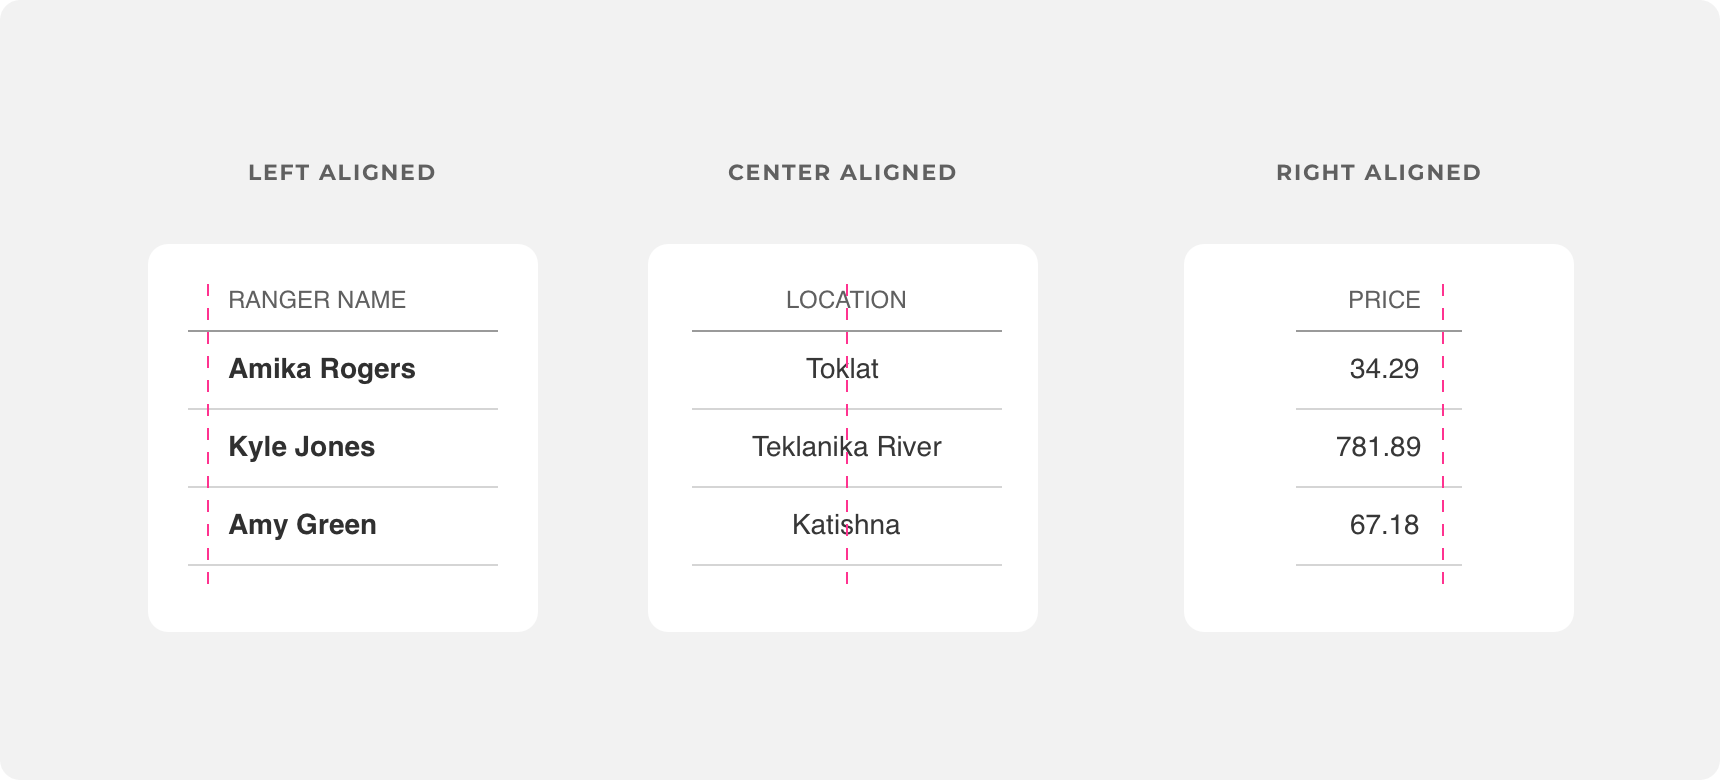 LEFT ALIGNED
CENTER ALIGNED
RIGHT ALIGNED
RANGER NAME
Amika Rogers
Kyle Jones
Amy Green
LOCATION
Toklat
Teklanika River
Katishna
PRICE
34.29
781.89
67.18